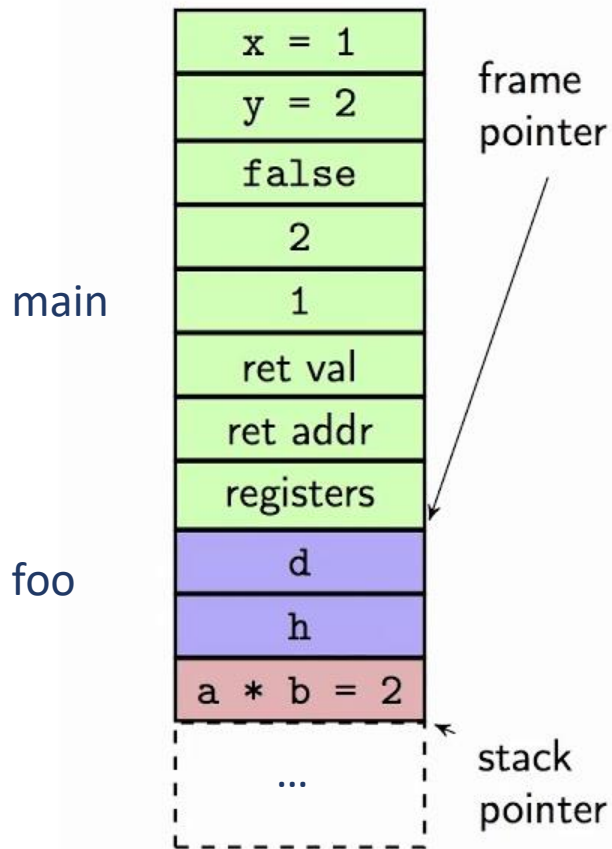 x = 1
y = 2
false
2
1
ret val
ret addr
registers
d
h
a * b = 2
...
main
foo
frame
pointer
stack
pointer